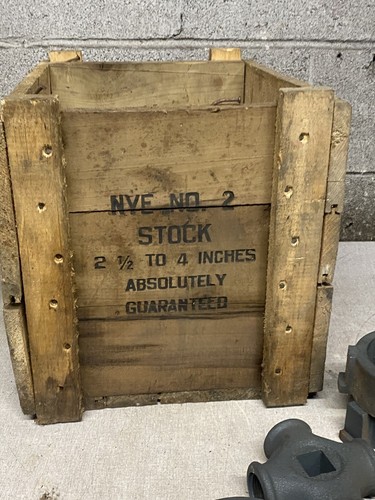 NYE NO. 2
STOCK
2 ½ TO 4 INCHES
ABSOLUTELY
GUARANTEED